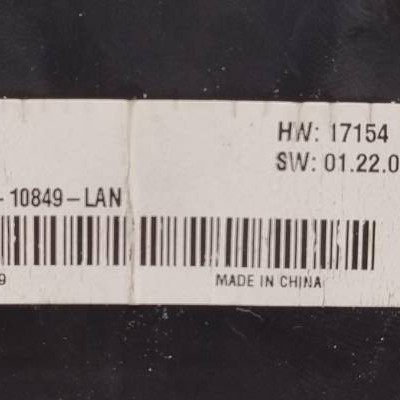 HW: 17154
SW: 01.22.0
- 10849-LAN
9
MADE IN CHINA